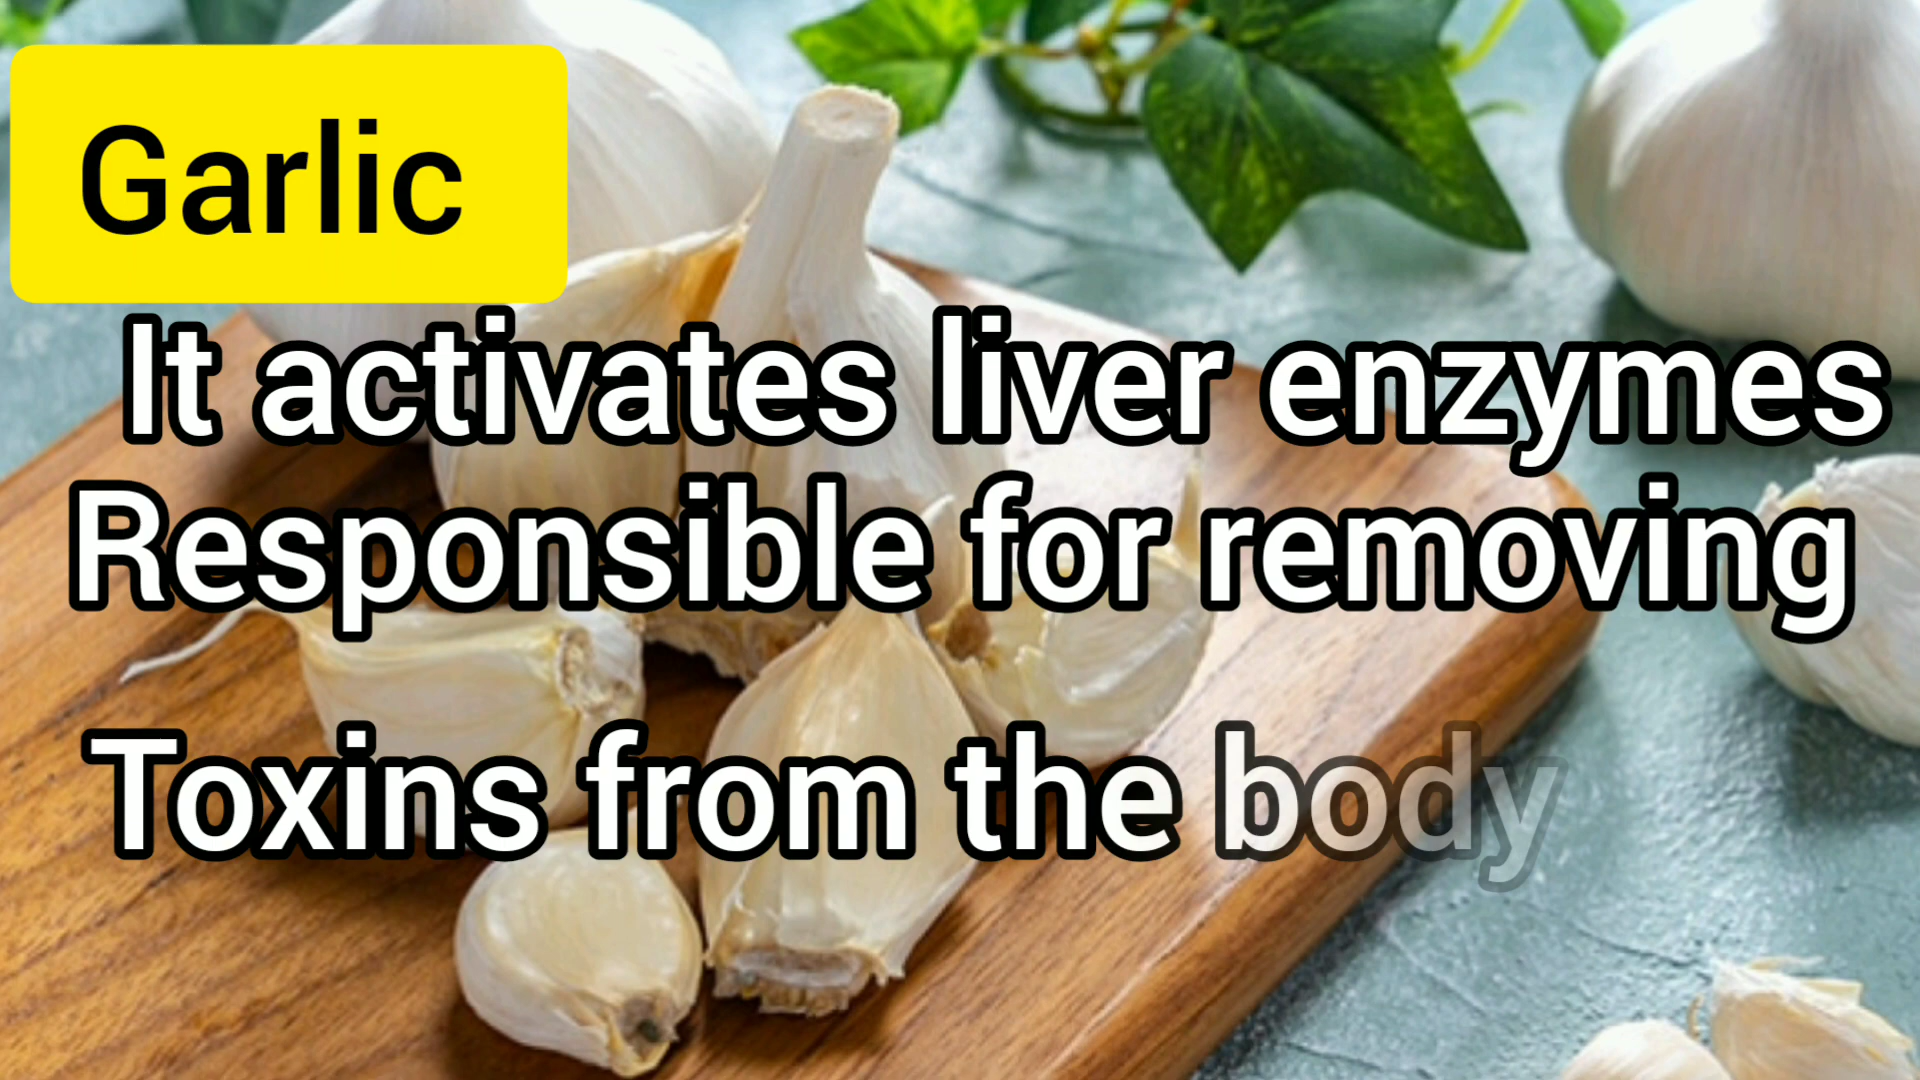 Garlic
It activates liver enzymes
Responsible for removing
Toxins from the body